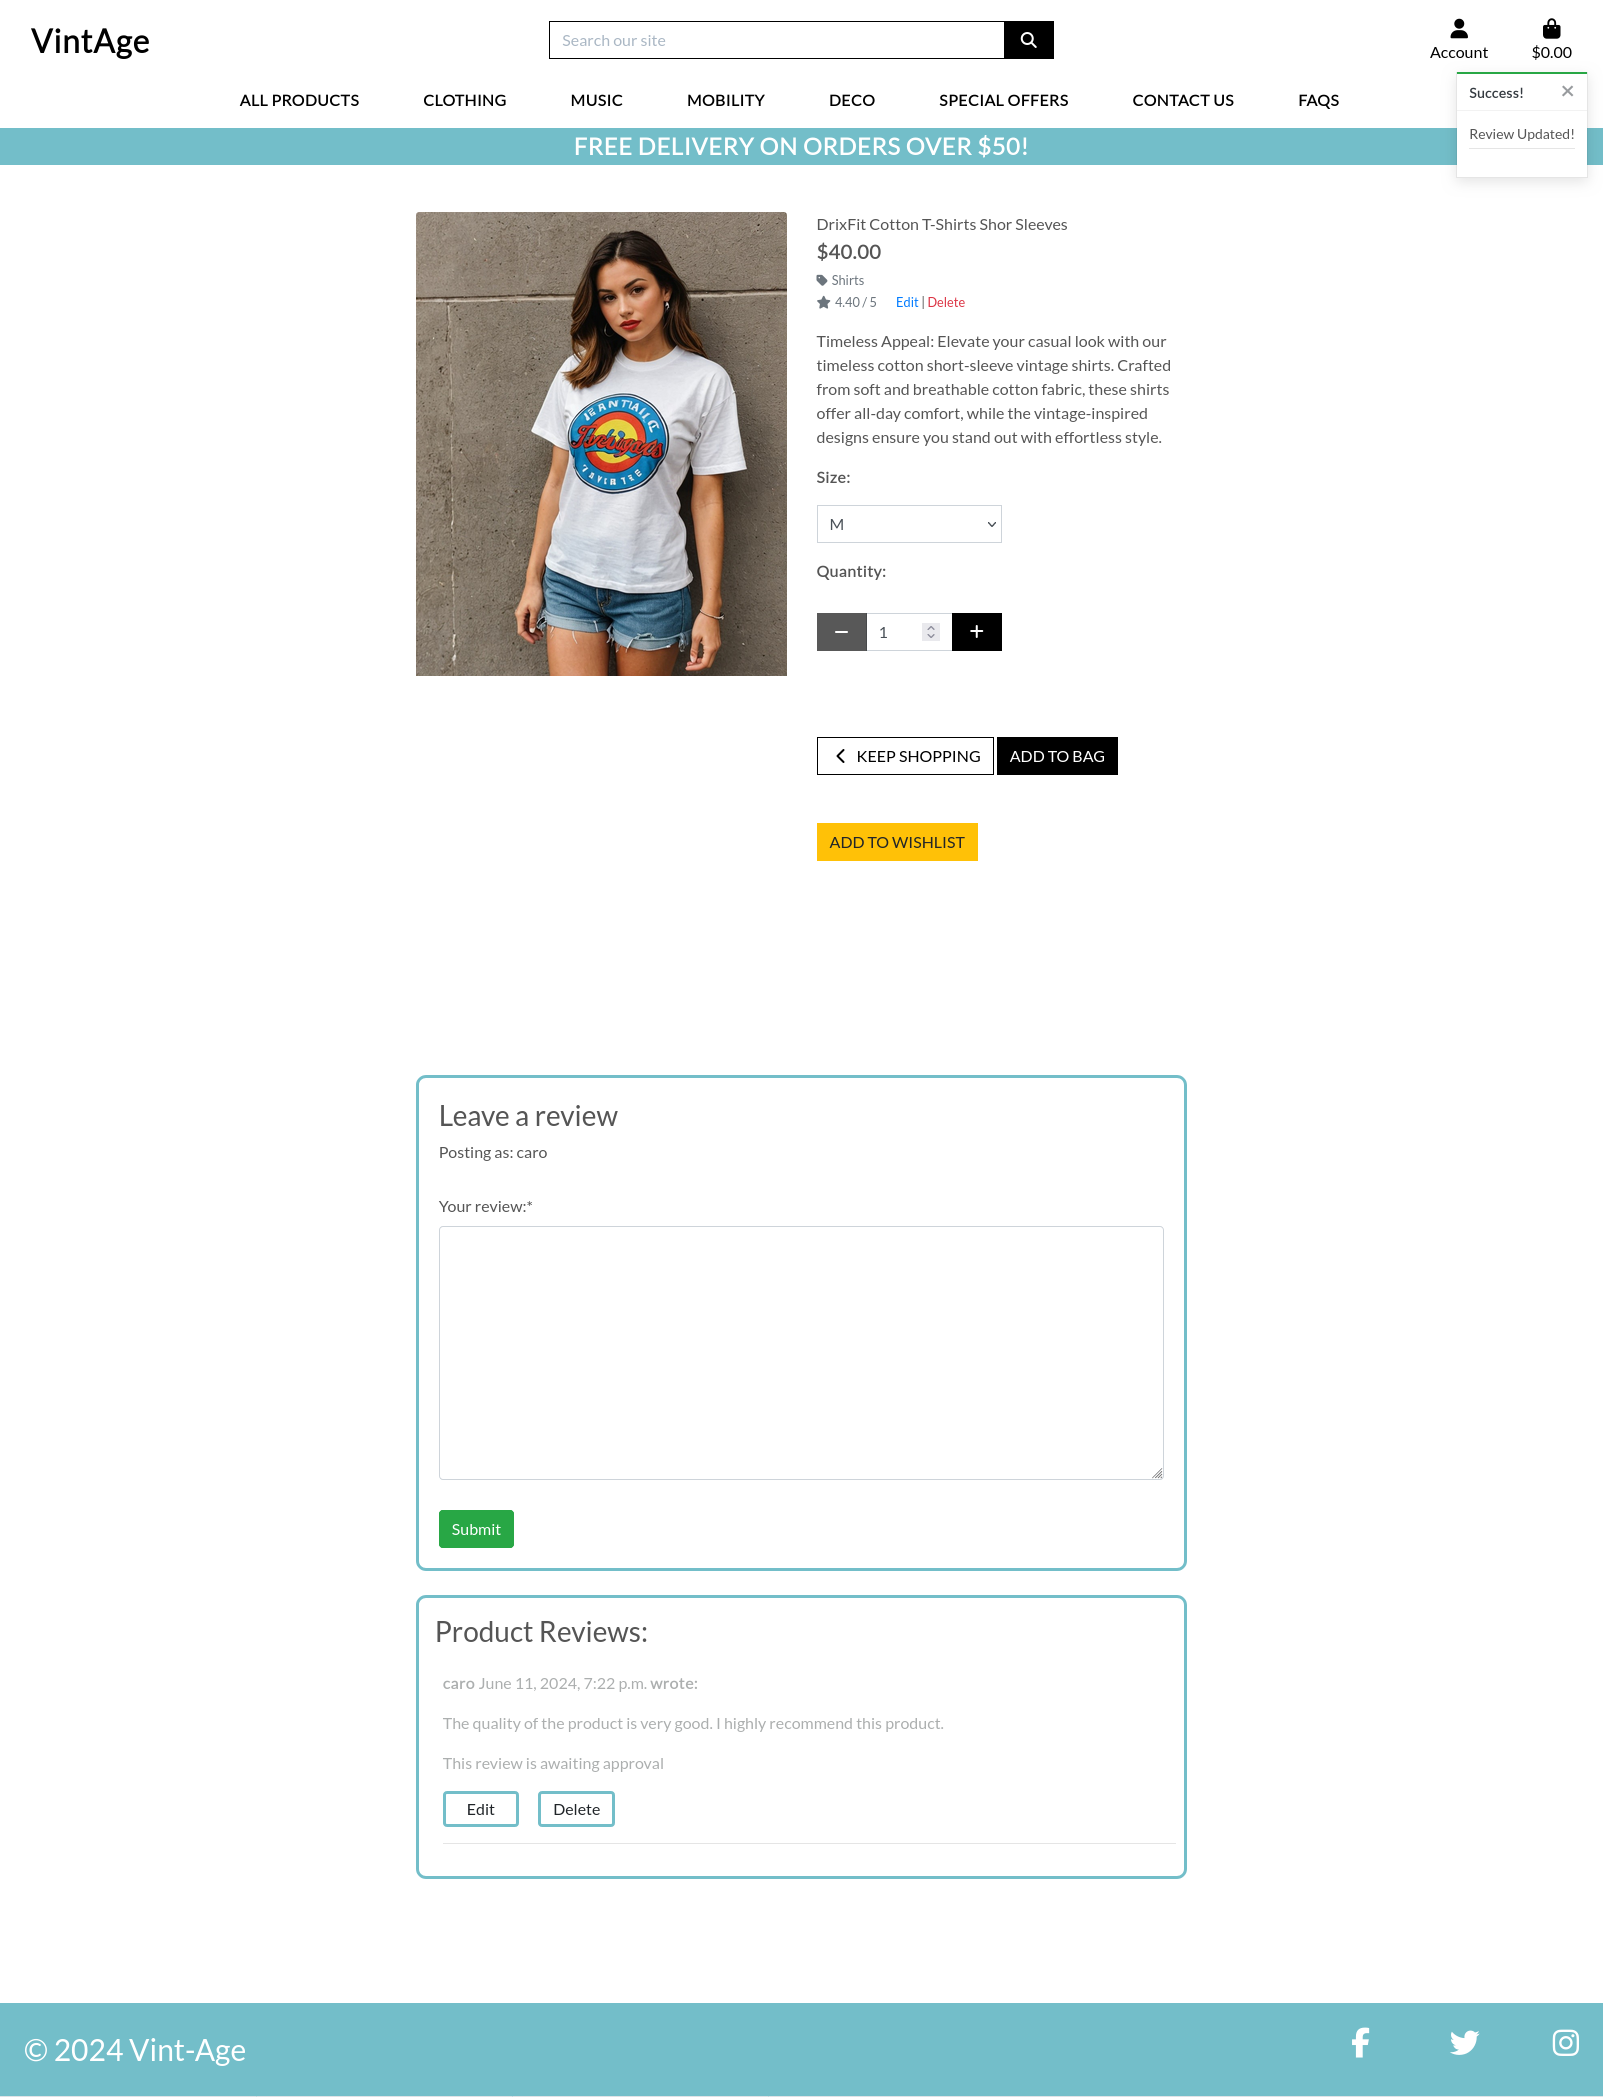 VintAge
Search our site
Account
$0.00
ALL PRODUCTS CLOTHING MUSIC MOBILITY DECO SPECIAL OFFERS CONTACT US FAQS
Success!
Review Updated!
FREE DELIVERY ON ORDERS OVER $50!
DrixFit Cotton T-Shirts Shor Sleeves
$40.00
Shirts
4.40 / 5 Edit | Delete
Timeless Appeal: Elevate your casual look with our
timeless cotton short-sleeve vintage shirts. Crafted
from soft and breathable cotton fabric, these shirts
offer all-day comfort, while the vintage-inspired
designs ensure you stand out with effortless style.
Size:
M
Quantity:
1
KEEP SHOPPING ADD TO BAG
ADD TO WISHLIST
Leave a review
Posting as: caro
Your review:*
Submit
Product Reviews:
caro June 11, 2024, 7:22 p.m. wrote:
The quality of the product is very good. I highly recommend this product.
This review is awaiting approval
Edit Delete
© 2024 Vint-Age